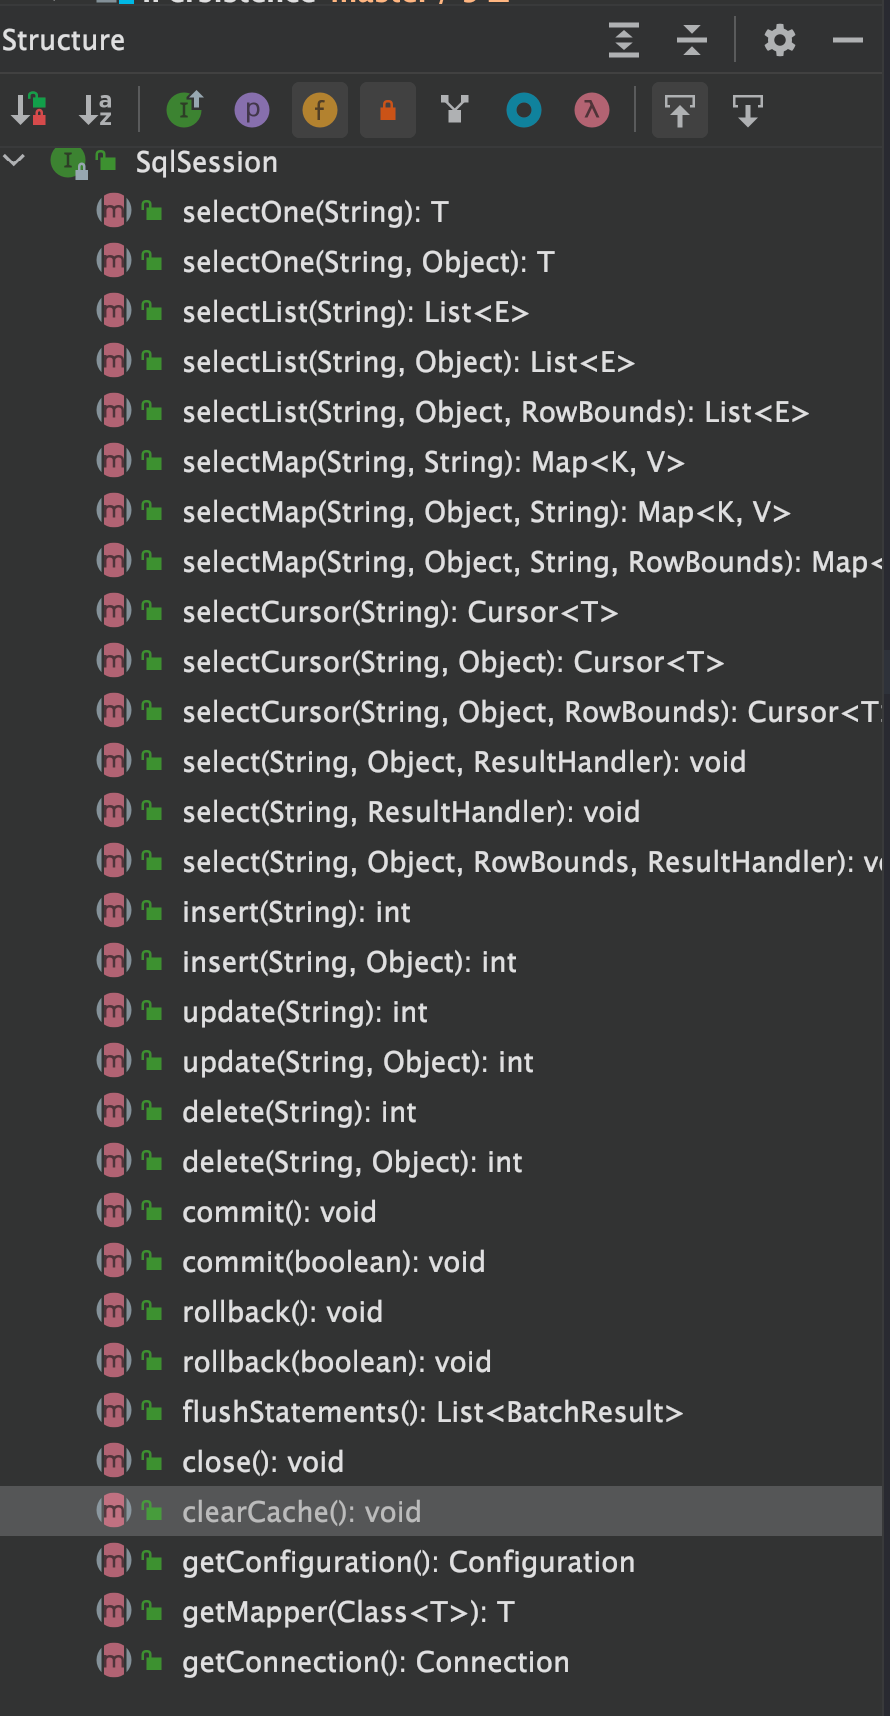 Structure
SqlSession
selectOne(String): T
selectOne(String, Object): T
selectList(String): List<E>
selectList(String, Object): List<E>
selectList(String, Object, RowBounds): List<E>
selectMap(String, String): Map<K, V>
selectMap(String, Object, String): Map<K, V>
selectMap(String, Object, String, RowBounds): Map<
selectCursor(String): Cursor<T>
selectCursor(String, Object): Cursor<T>
selectCursor(String, Object, RowBounds): Cursor<T
select(String, Object, ResultHandler): void
select(String, ResultHandler): void
select(String, Object, RowBounds, ResultHandler): v
insert(String): int
insert(String, Object): int
update(String): int
update(String, Object): int
delete(String): int
delete(String, Object): int
commit(): void
commit(boolean): void
rollback(): void
rollback(boolean): void
flushStatements(): List<BatchResult>
close(): void
clearCache(): void
getConfiguration(): Configuration
getMapper(Class<T>): T
getConnection(): Connection